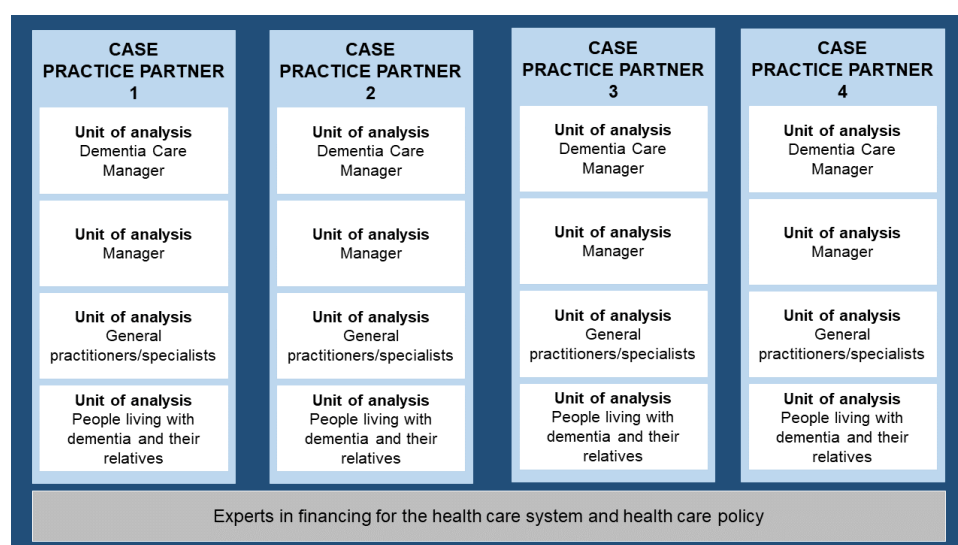 CASE
PRACTICE PARTNER
1
Unit of analysis
Dementia Care
Manager
Unit of analysis
Manager
Unit of analysis
General
practitioners/specialists
Unit of analysis
People living with
dementia and their
relatives
CASE
PRACTICE PARTNER
2
Unit of analysis
Dementia Care
Manager
Unit of analysis
Manager
Unit of analysis
General
practitioners/specialists
Unit of analysis
People living with
dementia and their
relatives
CASE
PRACTICE PARTNER
3
Unit of analysis
Dementia Care
Manager
Unit of analysis
Manager
Unit of analysis
General
practitioners/specialists
Unit of analysis
People living with
dementia and their
relatives
CASE
PRACTICE PARTNER
4
Unit of analysis
Dementia Care
Manager
Unit of analysis
Manager
Unit of analysis
General
practitioners/specialists
Unit of analysis
People living with
dementia and their
relatives
Experts in financing for the health care system and health care policy